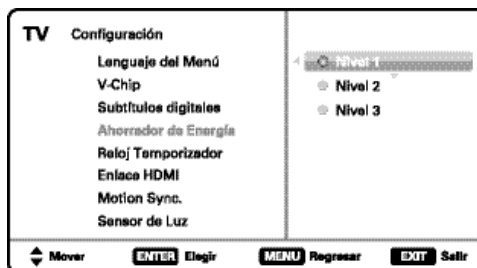 TV Configuración
Lenguaje del Menú
Nivel 1
V-Chip
Nivel 2
Subtítulos digitales
Nivel 3
Ahorrador de Energía
Reloj Temporizador
Enlace HDMI
Motion Sync.
Sensor de Luz
Mover ENTER Elegir MENU Regresar EXIT Salir